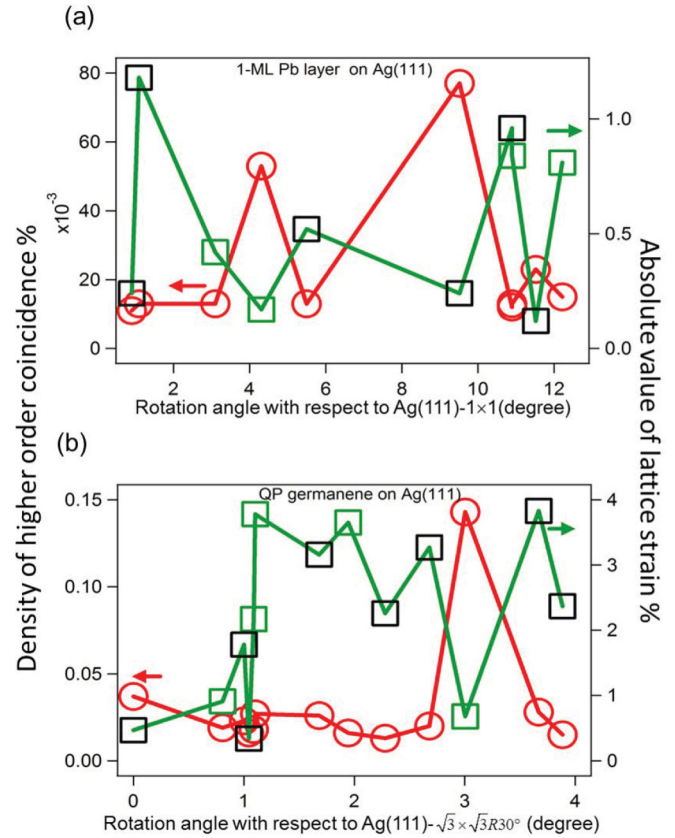 (a)
1-ML Pb layer on Ag(111)
80
60
40
20
0
x10⁻³
1.0
0.5
0.0
2 4 6 8 10 12
Rotation angle with respect to Ag(111)-1×1(degree)
Density of higher order coincidence %
Absolute value of lattice strain %
(b)
QP germanene on Ag(111)
0.15
0.10
0.05
0.00
4
3
2
1
0
0 1 2 3 4
Rotation angle with respect to Ag(111)-√3×√3R30° (degree)